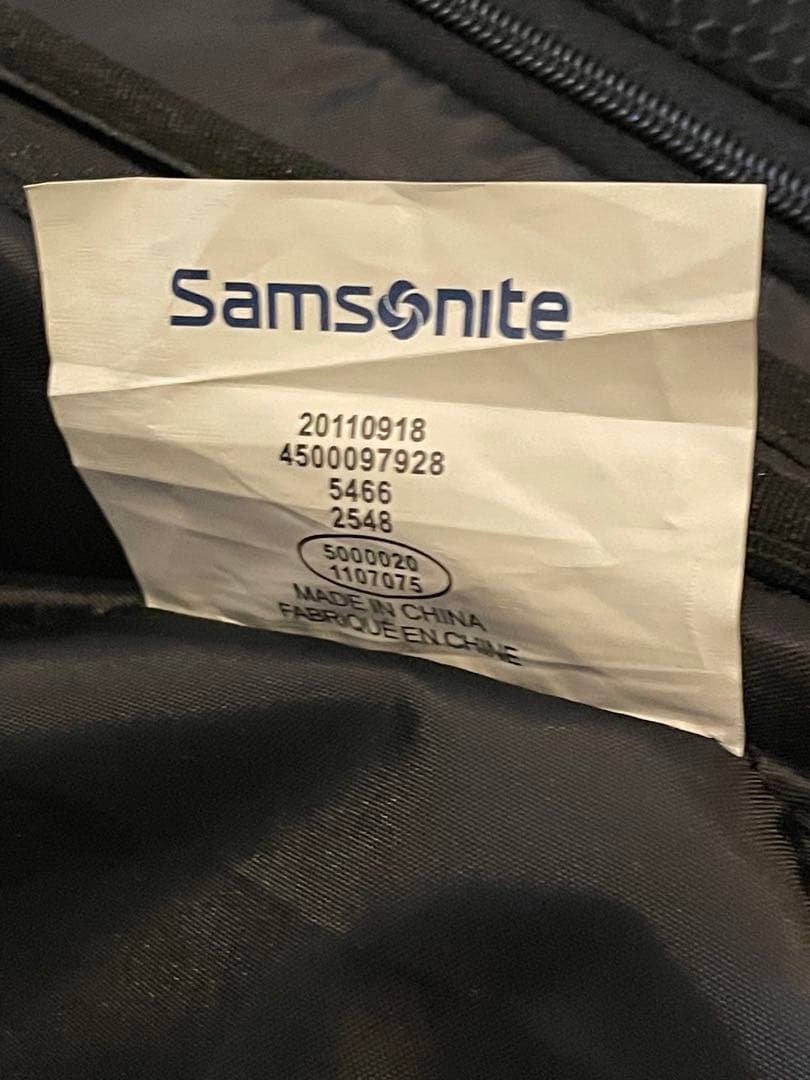 Samsonite
20110918
4500097928
5466
2548
5000020
1107075
MADE IN CHINA
FABRIQUE EN CHINE